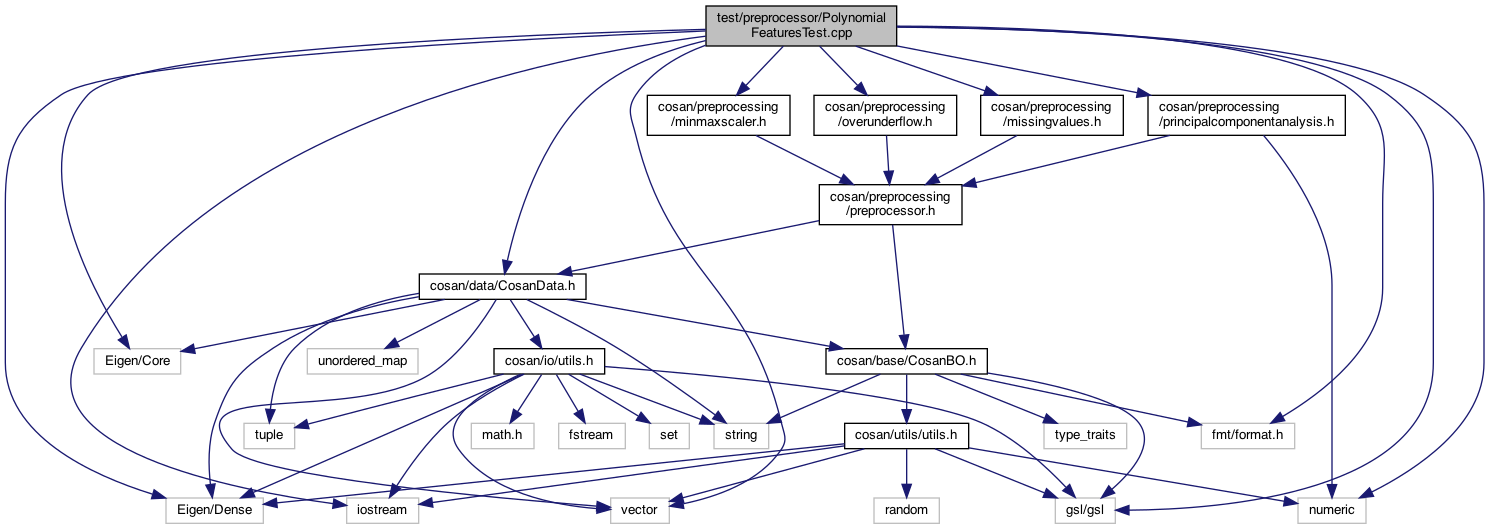 test/preprocessor/Polynomial
FeaturesTest.cpp
cosan/preprocessing
/minmaxscaler.h
cosan/preprocessing
/overunderflow.h
cosan/preprocessing
/missingvalues.h
cosan/preprocessing
/principalcomponentanalysis.h
cosan/preprocessing
/preprocessor.h
cosan/data/CosanData.h
Eigen/Core
unordered_map
cosan/io/utils.h
cosan/base/CosanBO.h
tuple
math.h
fstream
set
string
cosan/utils/utils.h
type_traits
fmt/format.h
Eigen/Dense
iostream
vector
random
gsl/gsl
numeric